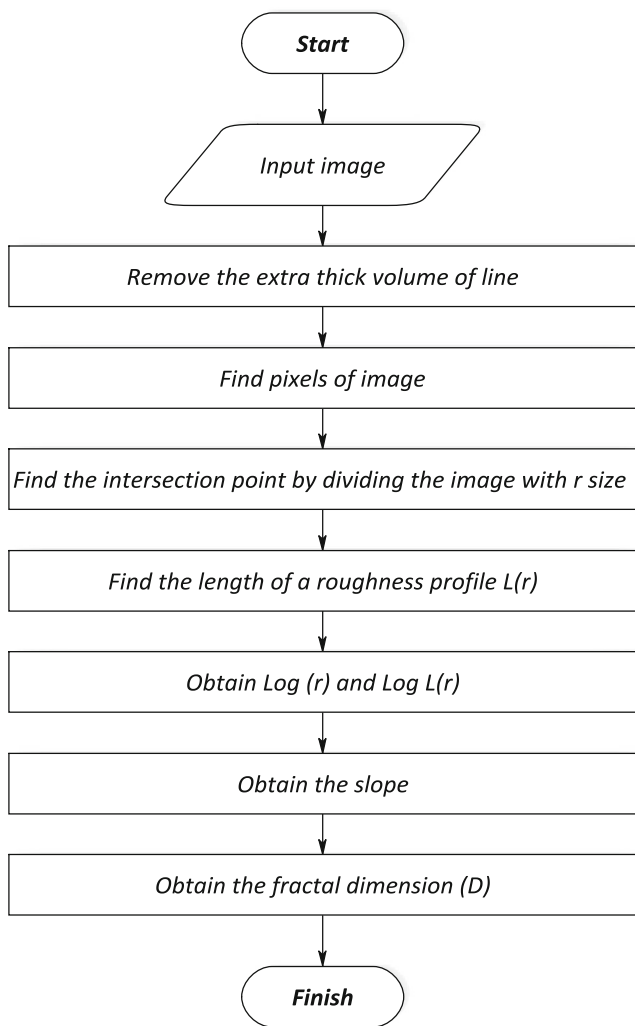 Start
Input image
Remove the extra thick volume of line
Find pixels of image
Find the intersection point by dividing the image with r size
Find the length of a roughness profile L(r)
Obtain Log (r) and Log L(r)
Obtain the slope
Obtain the fractal dimension (D)
Finish